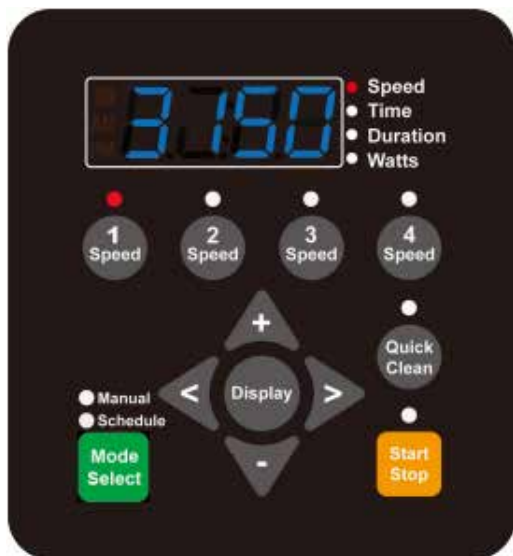 3150
Speed
Time
Duration
Watts
1
Speed
2
Speed
3
Speed
4
Speed
+
Quick
Clean
<
Display
>
Manual
Schedule
Mode
Select
-
Start
Stop